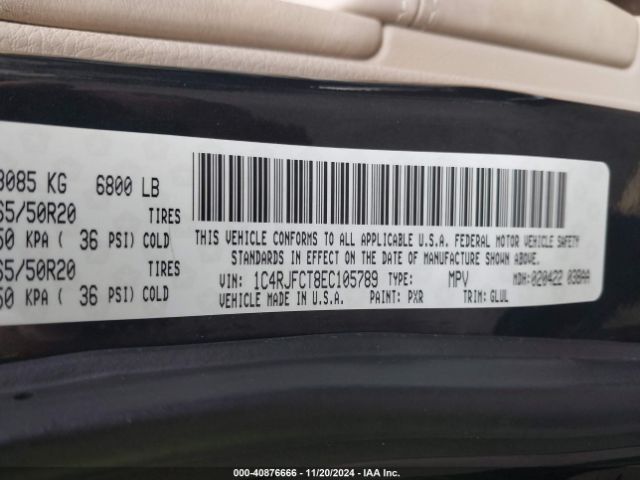 3085 KG 6800 LB
65/50R20 TIRES
50 KPA ( 36 PSI) COLD
65/50R20 TIRES
50 KPA ( 36 PSI) COLD
THIS VEHICLE CONFORMS TO ALL APPLICABLE U.S.A. FEDERAL MOTOR VEHICLE SAFETY
STANDARDS IN EFFECT ON THE DATE OF MANUFACTURE SHOWN ABOVE.
VIN: 1C4RJFCT8EC105789 TYPE: MPV MDH:020422 038AA
VEHICLE MADE IN U.S.A. PAINT: PXR TRIM: GLUL
000-40876666 - 11/20/2024 - IAA Inc.